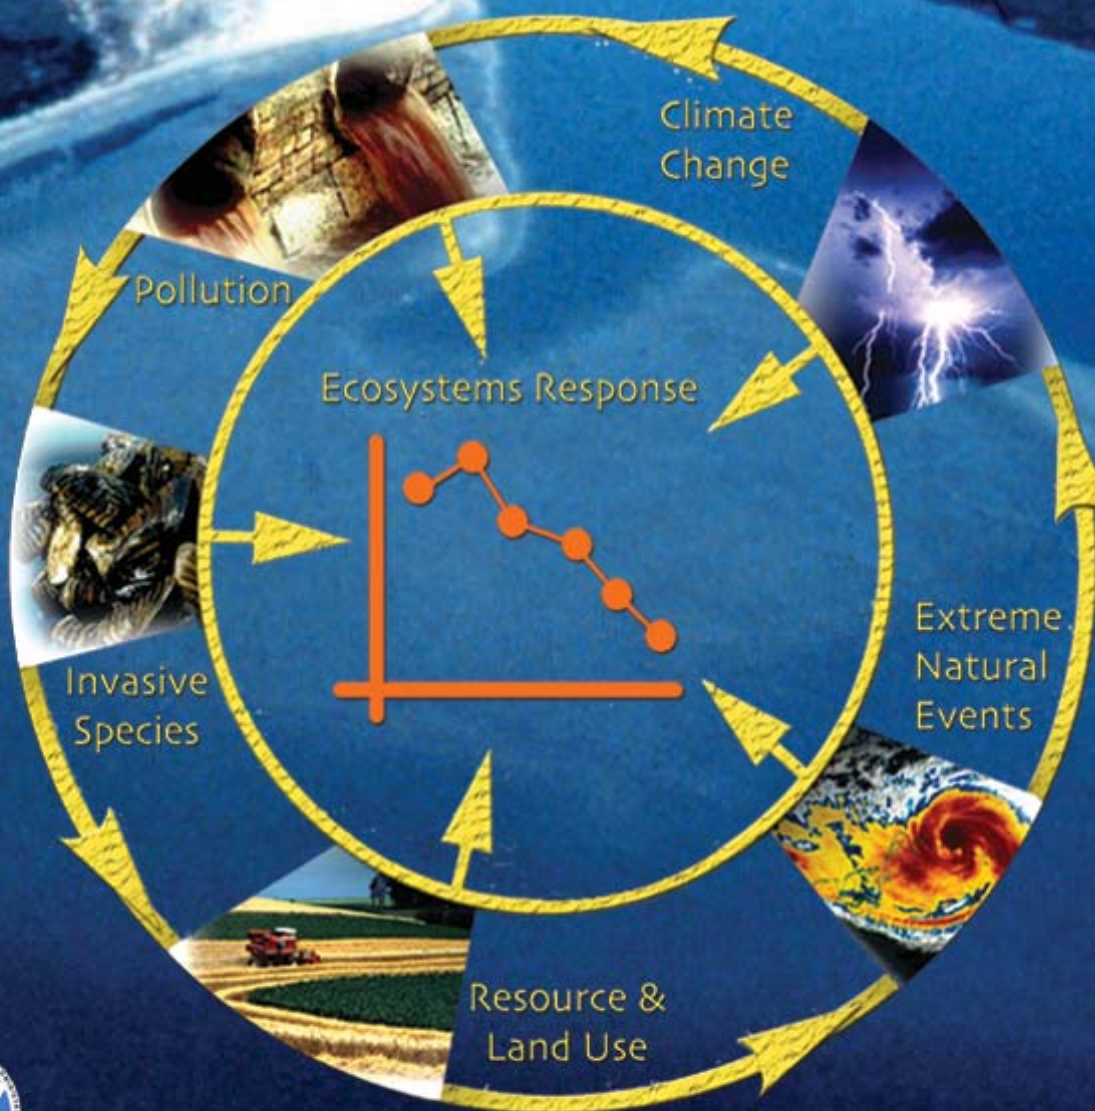 Climate
Change
Pollution
Ecosystems Response
Extreme
Natural
Events
Invasive
Species
Resource &
Land Use